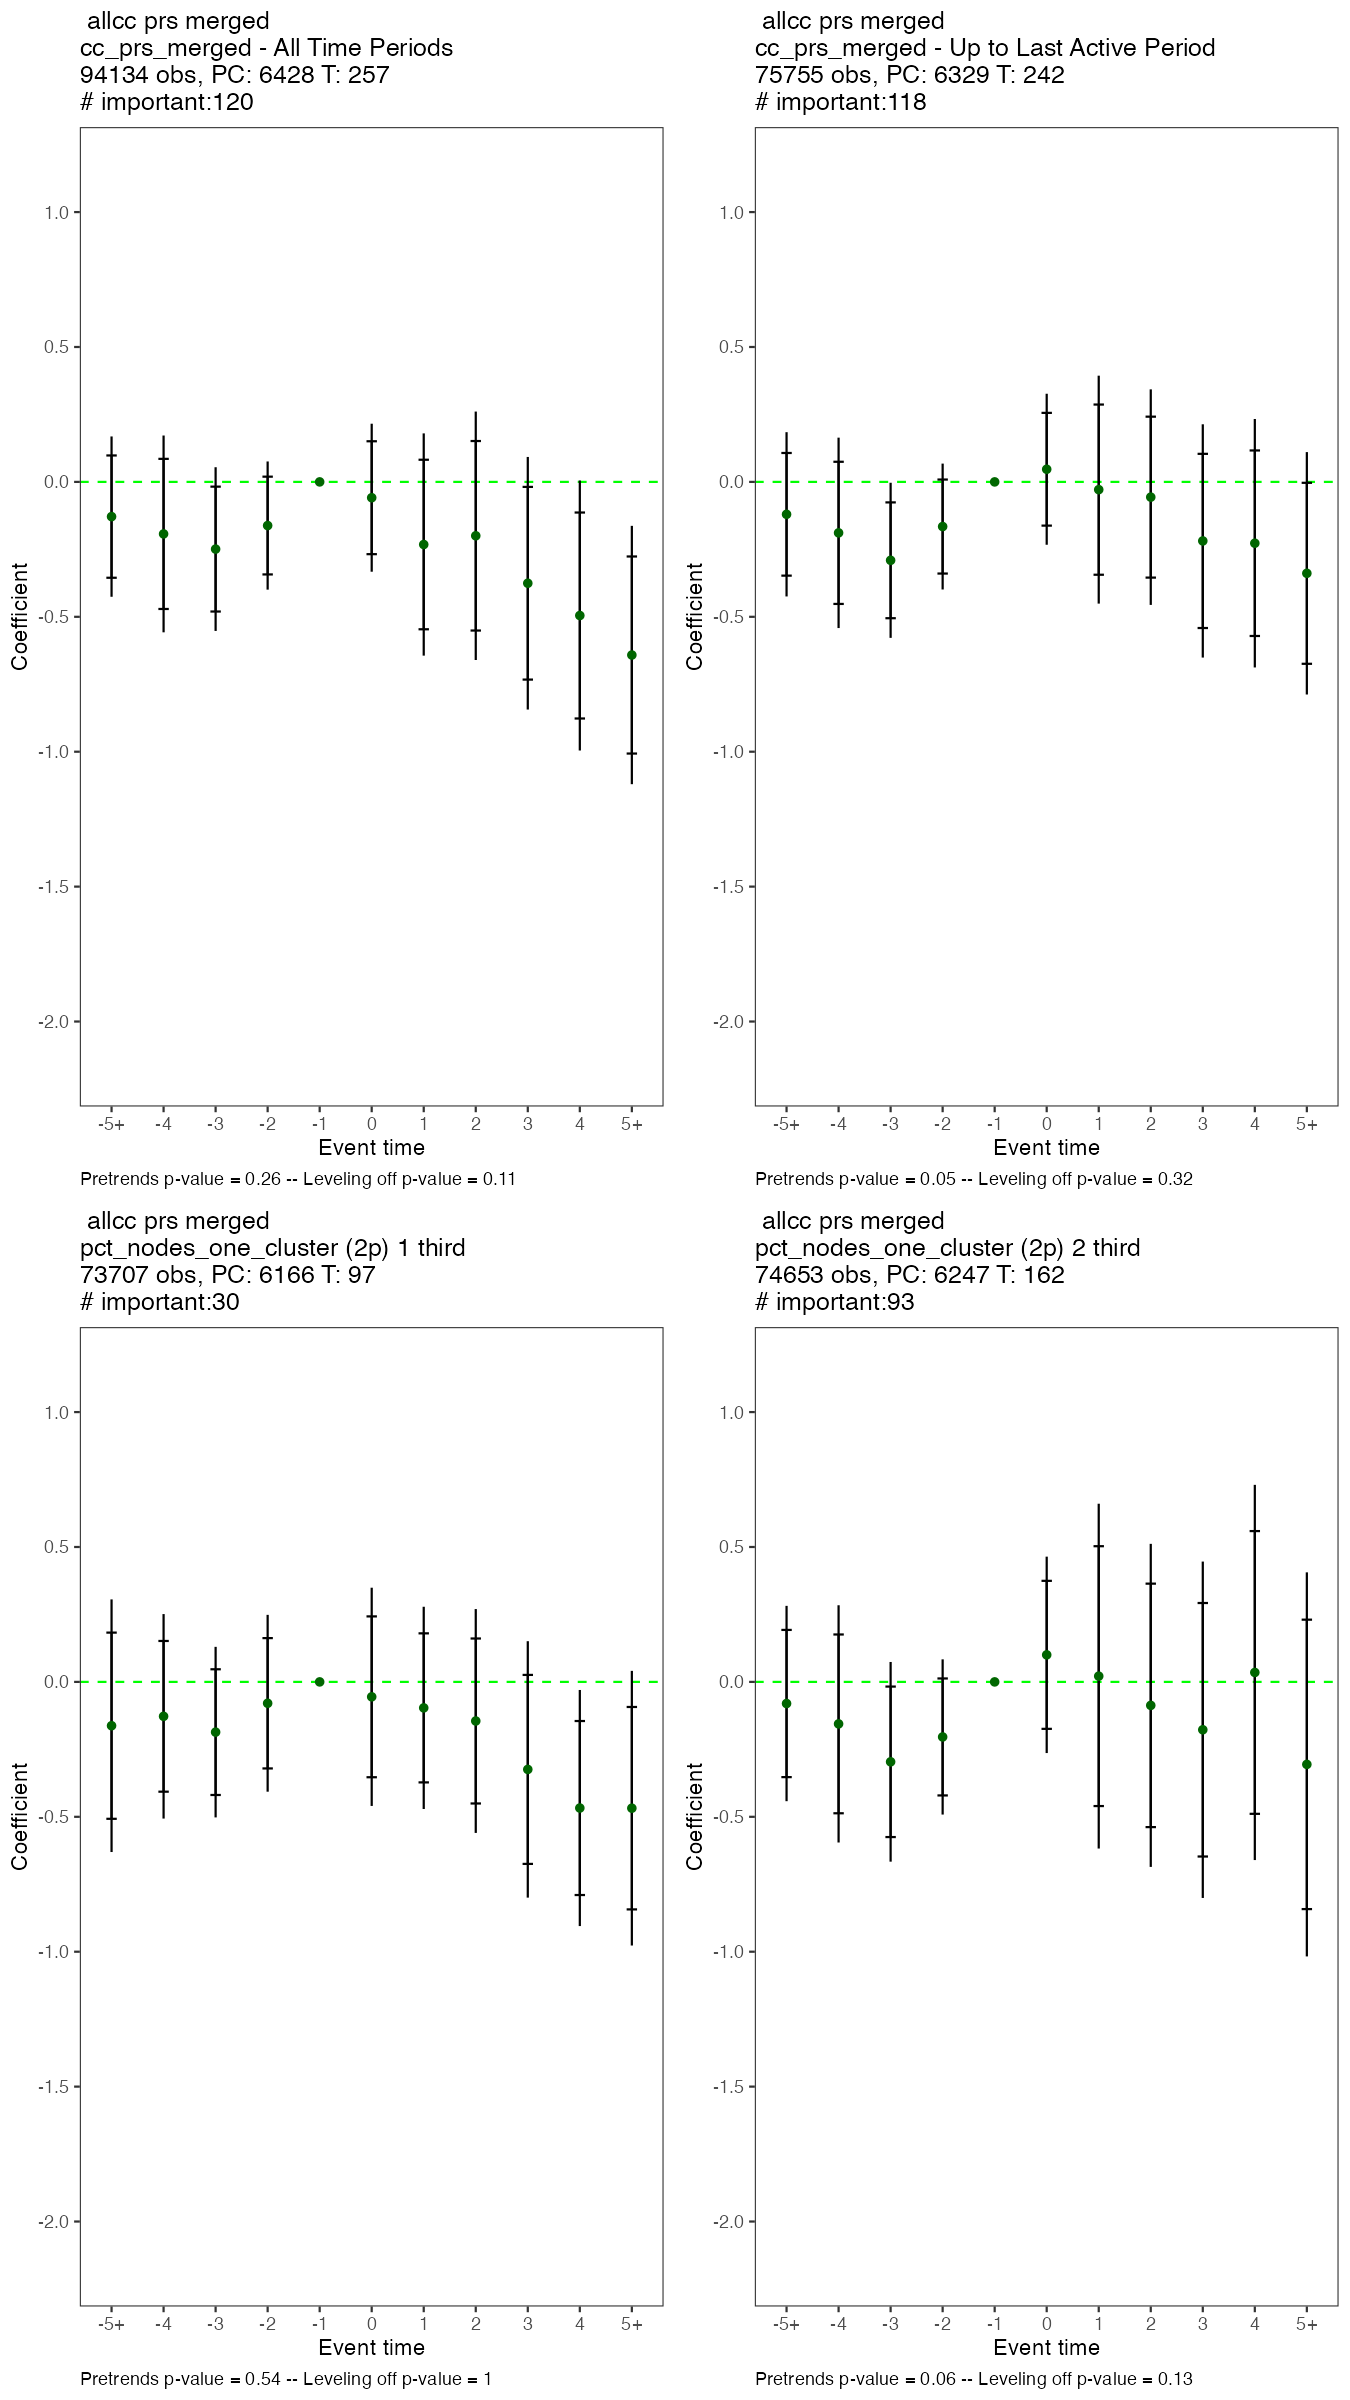 allcc prs merged
cc_prs_merged - All Time Periods
94134 obs, PC: 6428 T: 257
# important:120
1.0
0.5
0.0
-0.5
-1.0
-1.5
-2.0
Coefficient
-5+ -4 -3 -2 -1 0 1 2 3 4 5+
Event time
Pretrends p-value = 0.26 -- Leveling off p-value = 0.11
allcc prs merged
cc_prs_merged - Up to Last Active Period
75755 obs, PC: 6329 T: 242
# important:118
1.0
0.5
0.0
-0.5
-1.0
-1.5
-2.0
Coefficient
-5+ -4 -3 -2 -1 0 1 2 3 4 5+
Event time
Pretrends p-value = 0.05 -- Leveling off p-value = 0.32
allcc prs merged
pct_nodes_one_cluster (2p) 1 third
73707 obs, PC: 6166 T: 97
# important:30
1.0
0.5
0.0
-0.5
-1.0
-1.5
-2.0
Coefficient
-5+ -4 -3 -2 -1 0 1 2 3 4 5+
Event time
Pretrends p-value = 0.54 -- Leveling off p-value = 1
allcc prs merged
pct_nodes_one_cluster (2p) 2 third
74653 obs, PC: 6247 T: 162
# important:93
1.0
0.5
0.0
-0.5
-1.0
-1.5
-2.0
Coefficient
-5+ -4 -3 -2 -1 0 1 2 3 4 5+
Event time
Pretrends p-value = 0.06 -- Leveling off p-value = 0.13